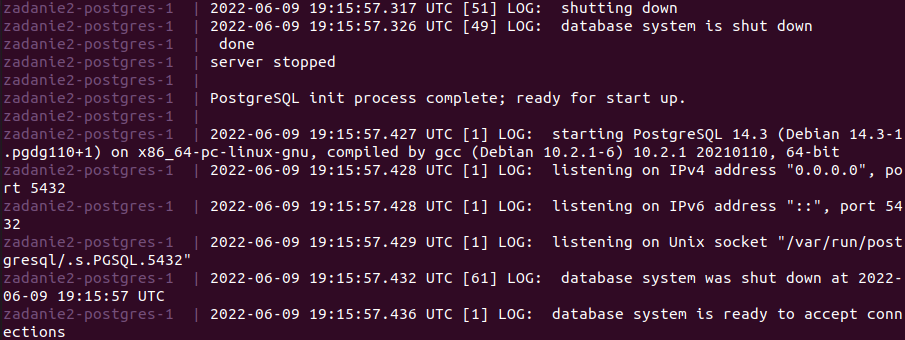 zadanie2-postgres-1  | 2022-06-09 19:15:57.317 UTC [51] LOG:  shutting down
zadanie2-postgres-1  | 2022-06-09 19:15:57.326 UTC [49] LOG:  database system is shut down
zadanie2-postgres-1  |  done
zadanie2-postgres-1  | server stopped
zadanie2-postgres-1  |
zadanie2-postgres-1  | PostgreSQL init process complete; ready for start up.
zadanie2-postgres-1  |
zadanie2-postgres-1  | 2022-06-09 19:15:57.427 UTC [1] LOG:  starting PostgreSQL 14.3 (Debian 14.3-1
.pgdg110+1) on x86_64-pc-linux-gnu, compiled by gcc (Debian 10.2.1-6) 10.2.1 20210110, 64-bit
zadanie2-postgres-1  | 2022-06-09 19:15:57.428 UTC [1] LOG:  listening on IPv4 address "0.0.0.0", po
rt 5432
zadanie2-postgres-1  | 2022-06-09 19:15:57.428 UTC [1] LOG:  listening on IPv6 address "::", port 54
32
zadanie2-postgres-1  | 2022-06-09 19:15:57.429 UTC [1] LOG:  listening on Unix socket "/var/run/post
gresql/.s.PGSQL.5432"
zadanie2-postgres-1  | 2022-06-09 19:15:57.432 UTC [61] LOG:  database system was shut down at 2022-
06-09 19:15:57 UTC
zadanie2-postgres-1  | 2022-06-09 19:15:57.436 UTC [1] LOG:  database system is ready to accept conn
ections